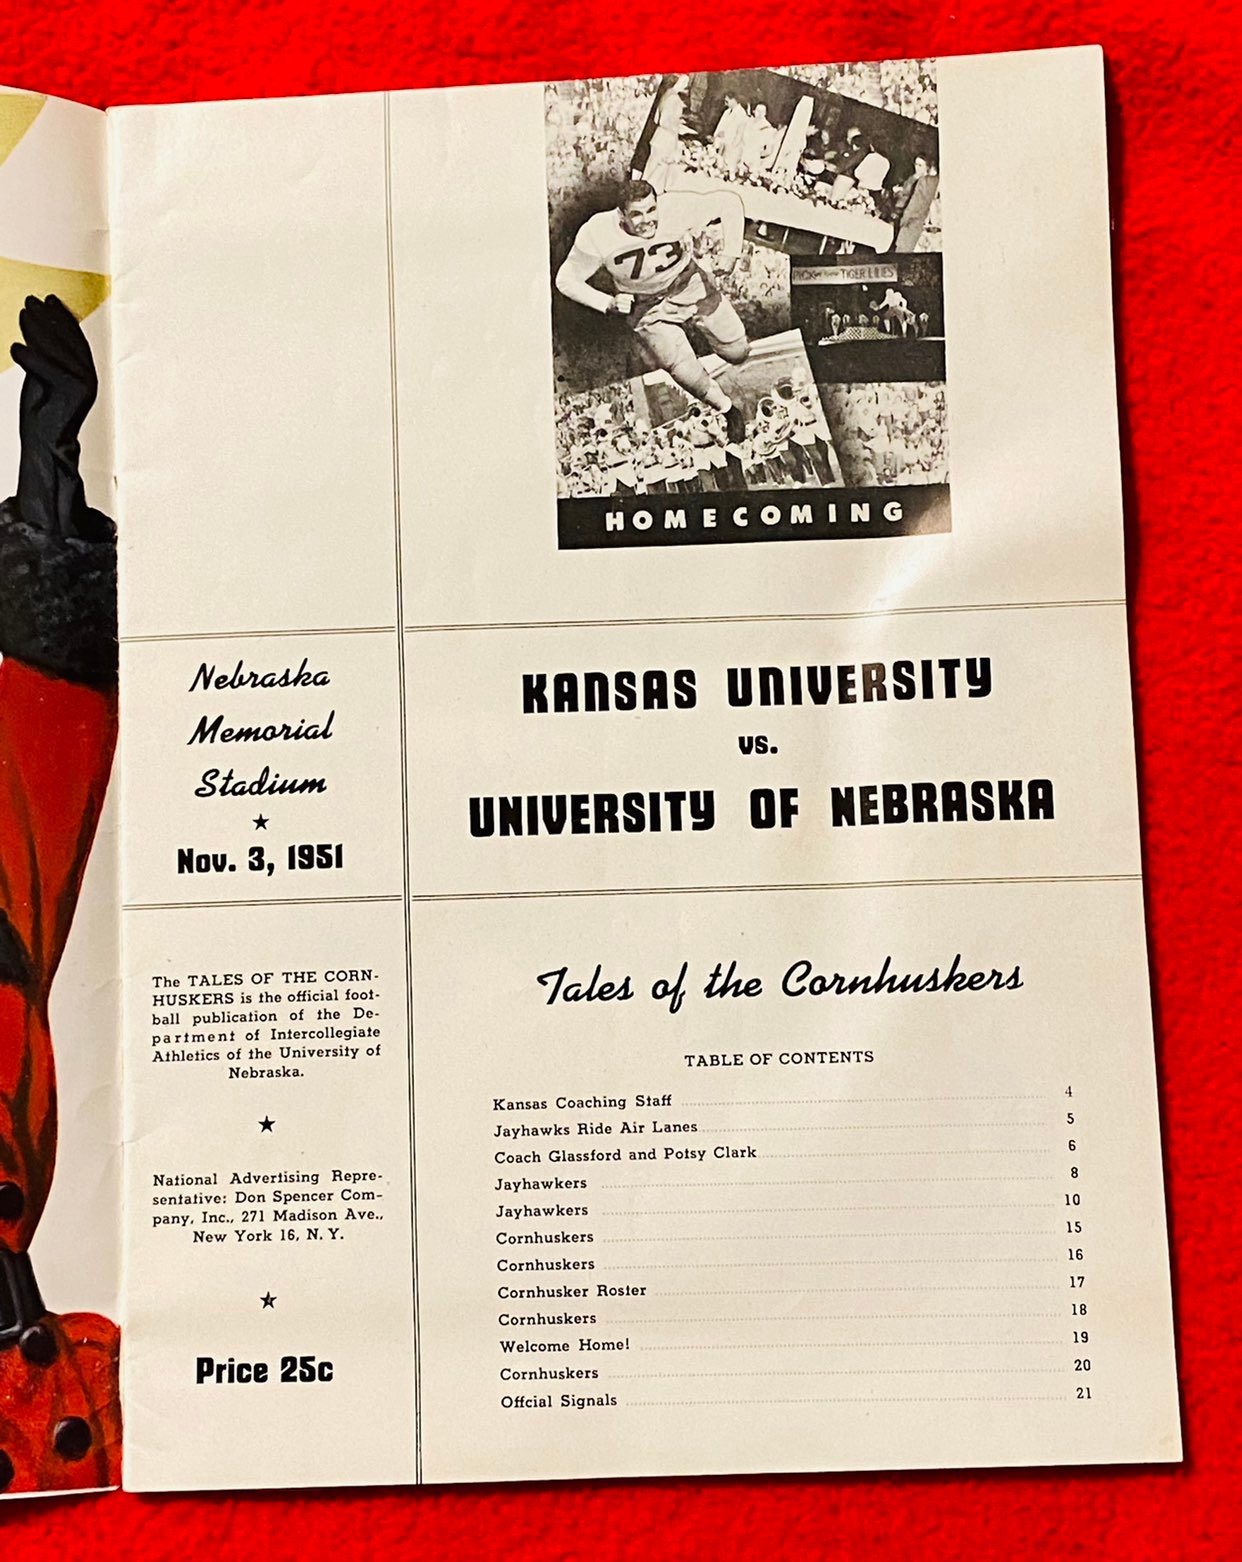 73
PICK TIGER LILIES
HOMECOMING
Nebraska
Memorial
Stadium
★
Nov. 3, 1951
KANSAS UNIVERSITY
vs.
UNIVERSITY OF NEBRASKA
The TALES OF THE CORN-
HUSKERS is the official foot-
ball publication of the De-
partment of Intercollegiate
Athletics of the University of
Nebraska.
★
National Advertising Repre-
sentative: Don Spencer Com-
pany, Inc., 271 Madison Ave.,
New York 16, N. Y.
★
Price 25c
Tales of the Cornhuskers
TABLE OF CONTENTS
Kansas Coaching Staff 4
Jayhawks Ride Air Lanes 5
Coach Glassford and Potsy Clark 6
Jayhawkers 8
Jayhawkers 10
Cornhuskers 15
Cornhuskers 16
Cornhusker Roster 17
Cornhuskers 18
Welcome Home! 19
Cornhuskers 20
Offcial Signals 21